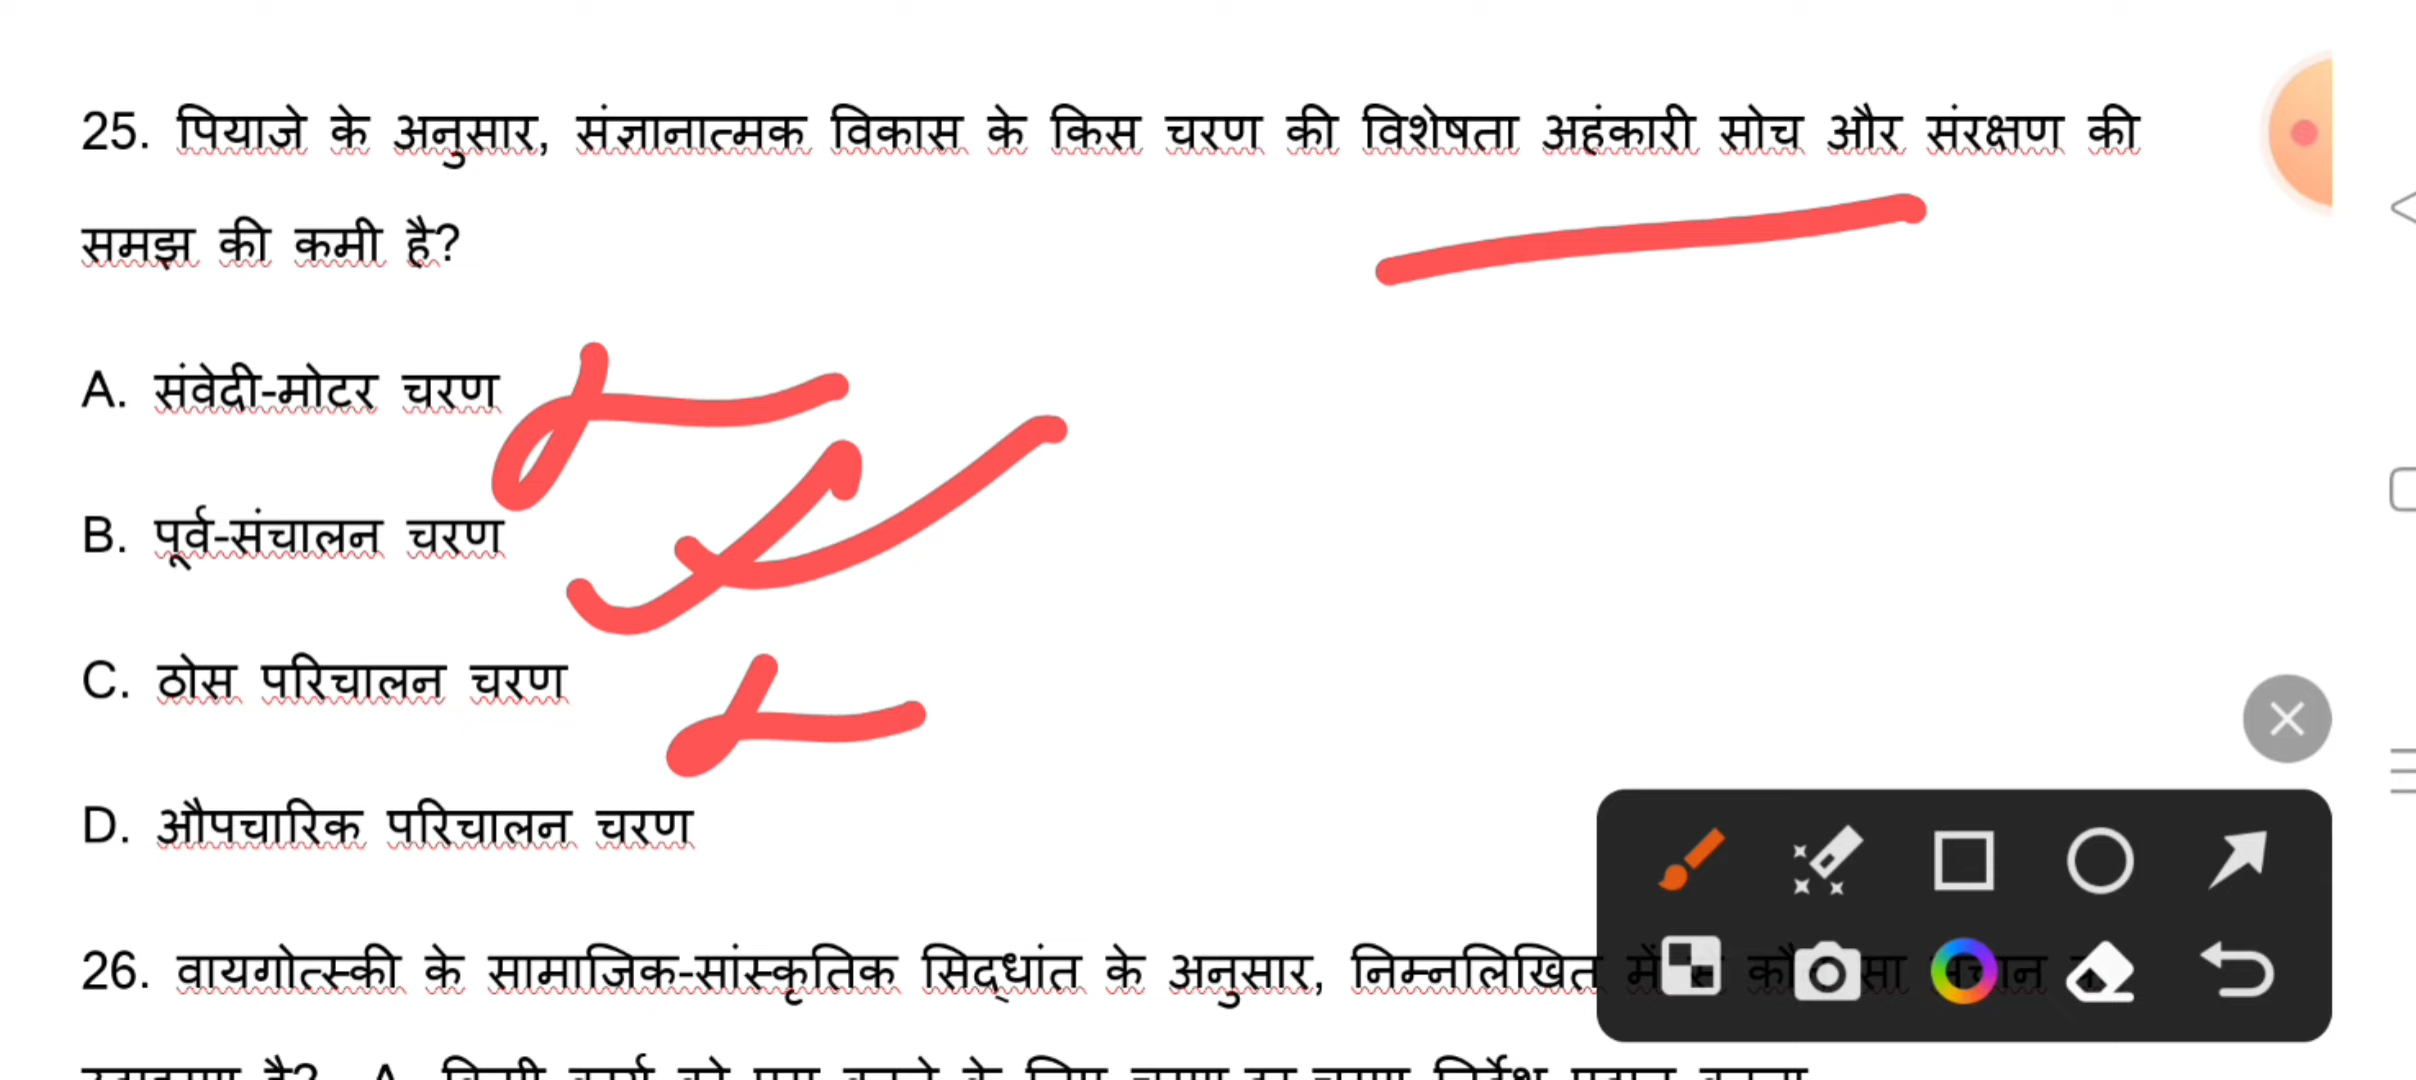 25. पियाजे के अनुसार, संज्ञानात्मक विकास के किस चरण की विशेषता अहंकारी सोच और संरक्षण की
समझ की कमी है?
A. संवेदी-मोटर चरण
B. पूर्व-संचालन चरण
C. ठोस परिचालन चरण
D. औपचारिक परिचालन चरण
26. वायगोत्स्की के सामाजिक-सांस्कृतिक सिद्धांत के अनुसार, निम्नलिखित में